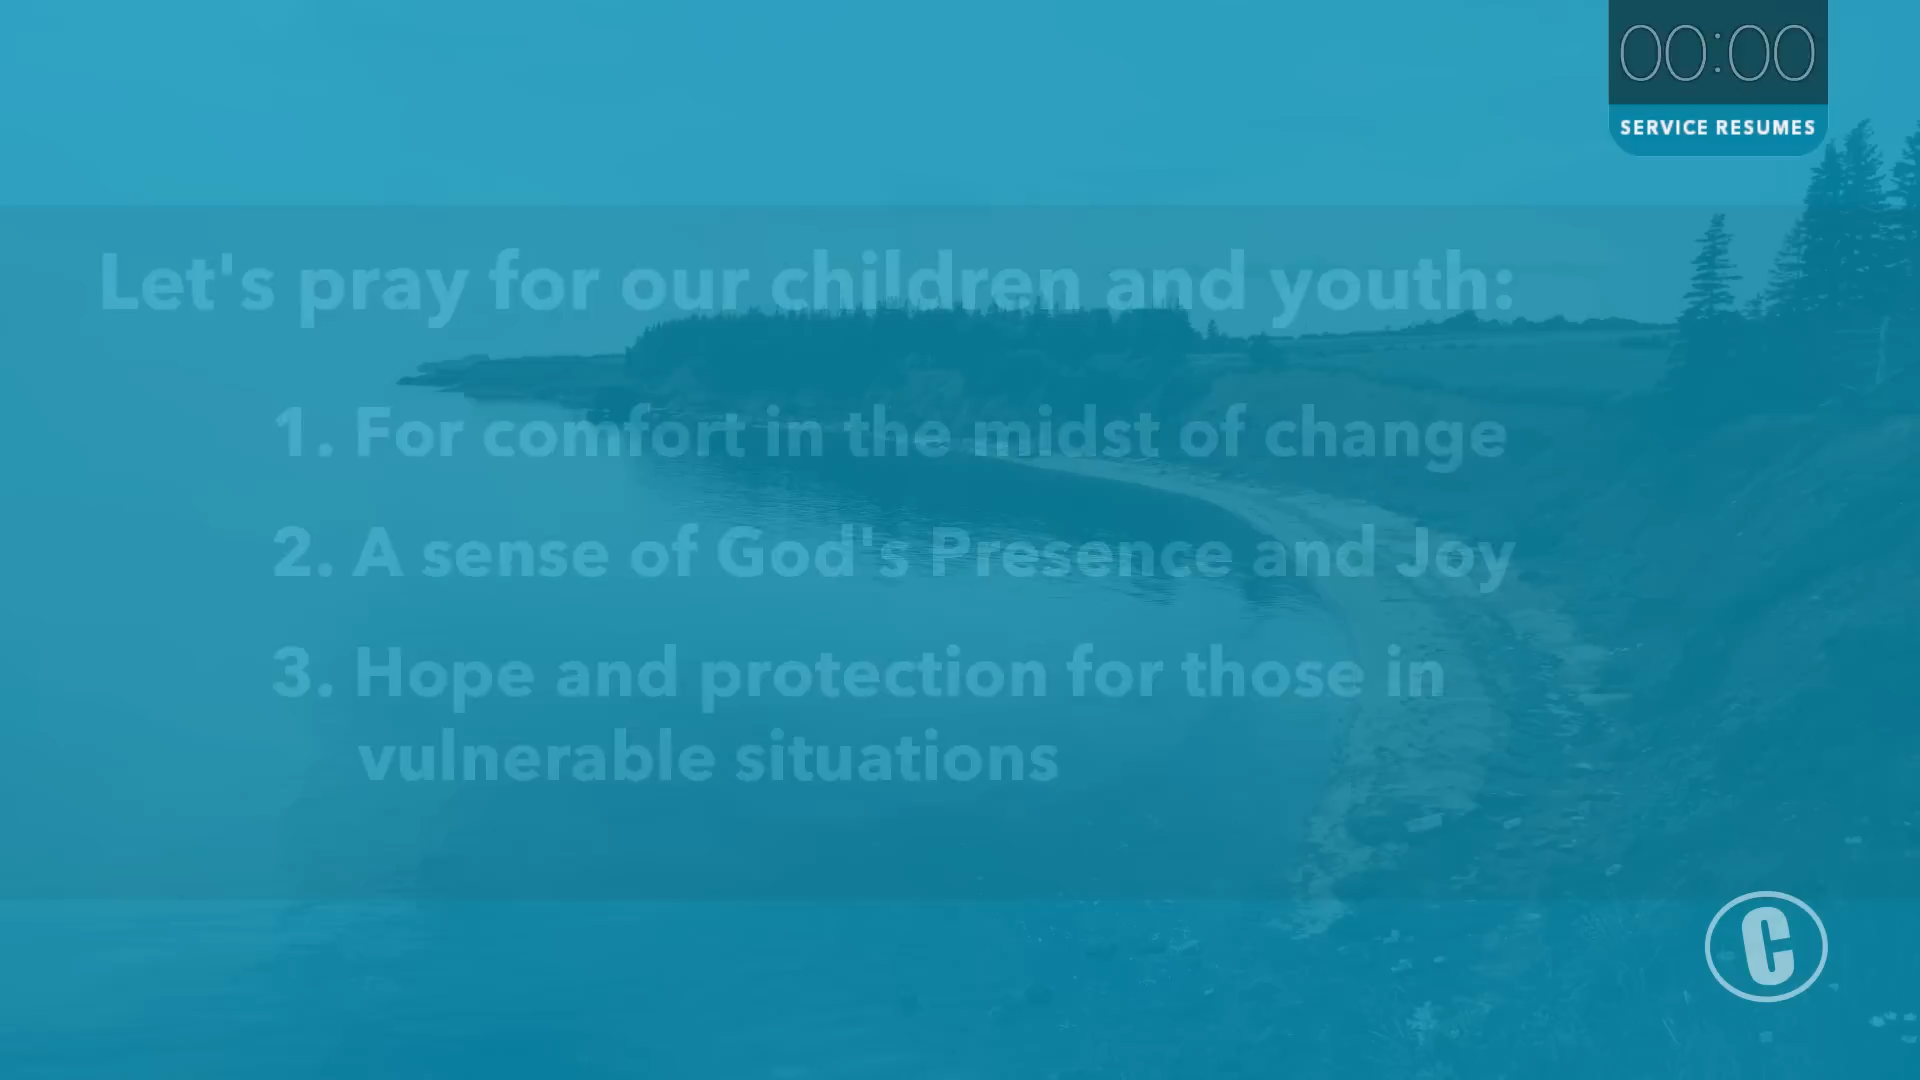 00:00
SERVICE RESUMES
Let's pray for our children and youth:
1. For comfort in the midst of change
2. A sense of God's Presence and Joy
3. Hope and protection for those in
vulnerable situations
C